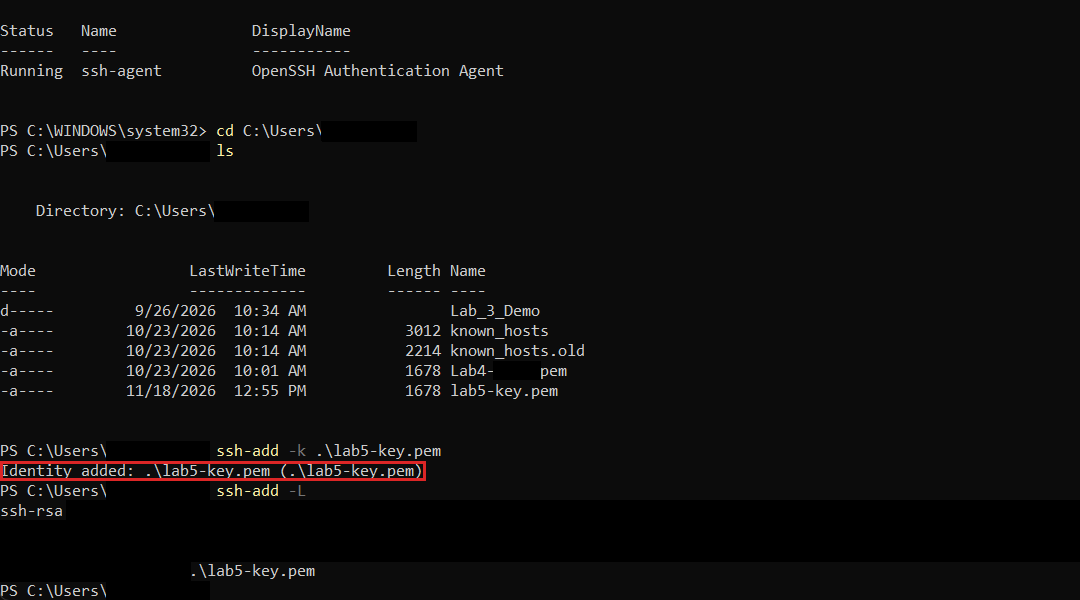 Status   Name               DisplayName
------   ----               -----------
Running  ssh-agent          OpenSSH Authentication Agent
PS C:\WINDOWS\system32> cd C:\Users\
PS C:\Users\ ls
Directory: C:\Users\
Mode                 LastWriteTime         Length Name
----                 -------------         ------ ----
d-----         9/26/2026  10:34 AM                Lab_3_Demo
-a----        10/23/2026  10:14 AM           3012 known_hosts
-a----        10/23/2026  10:14 AM           2214 known_hosts.old
-a----        10/23/2026  10:01 AM           1678 Lab4- pem
-a----        11/18/2026  12:55 PM           1678 lab5-key.pem
PS C:\Users\ ssh-add -k .\lab5-key.pem
Identity added: .\lab5-key.pem (.\lab5-key.pem)
PS C:\Users\ ssh-add -L
ssh-rsa
.\lab5-key.pem
PS C:\Users\